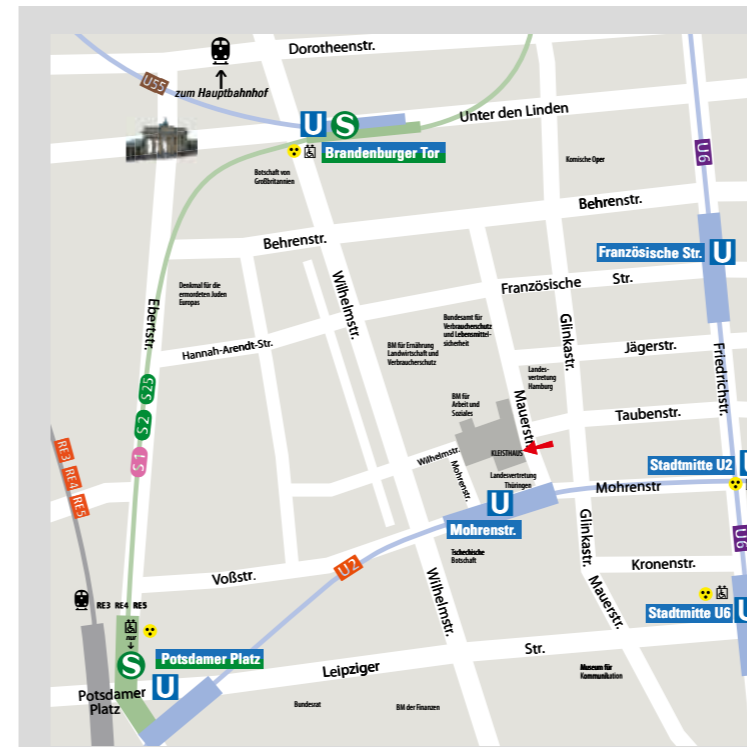 Dorotheenstr.
U55
zum Hauptbahnhof
Unter den Linden
U S
Brandenburger Tor
U6
Komische Oper
Botschaft von
Großbritannien
Behrenstr.
Behrenstr.
Französische Str. U
Wilhelmstr.
Französische Str.
Denkmal für die
ermordeten Juden
Europas
Ebertstr.
Bundesamt für
Verbraucherschutz
und Lebensmittel-
sicherheit
Glinkastr.
Hannah-Arendt-Str.
BM für Ernährung
Landwirtschaft und
Verbraucherschutz
Jägerstr.
Friedrichstr.
Landes-
vertretung
Hamburg
S25
S2
S1
BM für
Arbeit und
Soziales
Mauerstr.
Taubenstr.
RE3
RE4
RE5
Wilhelmstr.
KLEISTHAUS
Mohrenstr.
Landesvertretung
Thüringen
Stadtmitte U2 U
Mohrenstr
U
Mohrenstr.
Glinkastr.
U6
Tschechische
Botschaft
Kronenstr.
Voßstr.
U2
Wilhelmstr.
Mauerstr.
RE3 RE4 RE5
Stadtmitte U6 U
nur
S
Potsdamer Platz
U
Potsdamer
Platz
Leipziger Str.
Museum für
Kommunikation
Bundesrat
BM der Finanzen